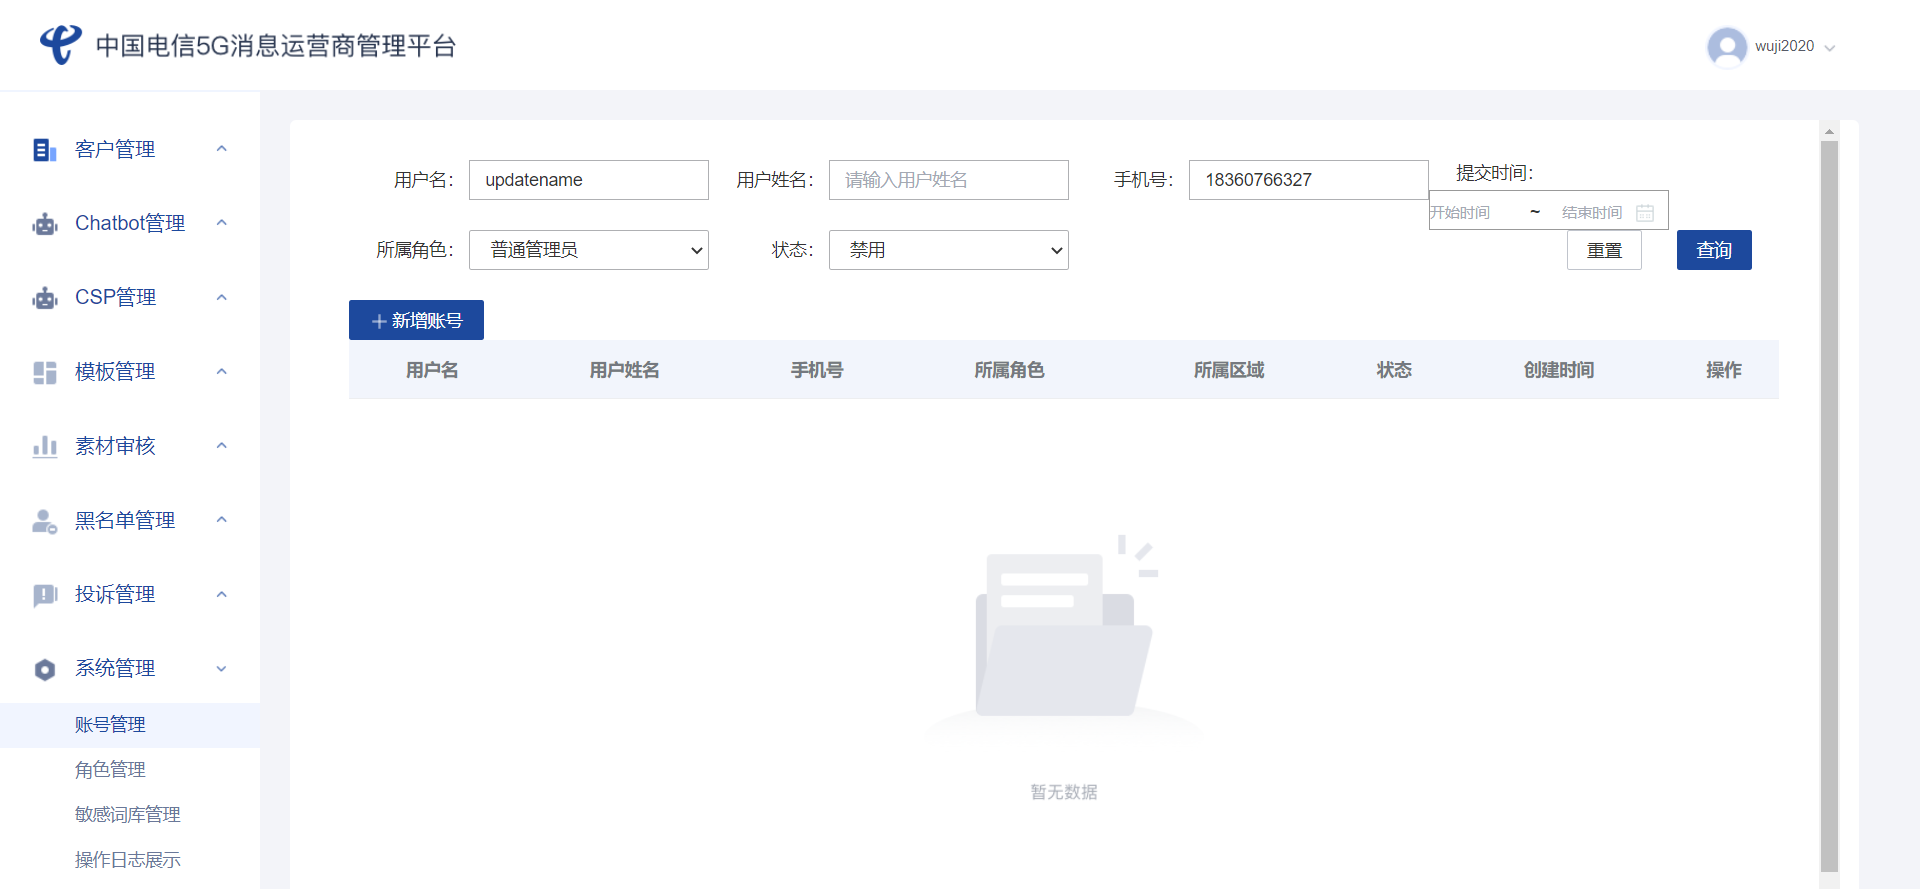 中国电信5G消息运营商管理平台
wuji2020
客户管理
Chatbot管理
CSP管理
模板管理
素材审核
黑名单管理
投诉管理
系统管理
账号管理
角色管理
敏感词库管理
操作日志展示
用户名： updatename 用户姓名： 请输入用户姓名 手机号： 18360766327 提交时间：
开始时间 ~ 结束时间
所属角色： 普通管理员 状态： 禁用 重置 查询
新增账号
用户名 用户姓名 手机号 所属角色 所属区域 状态 创建时间 操作
暂无数据